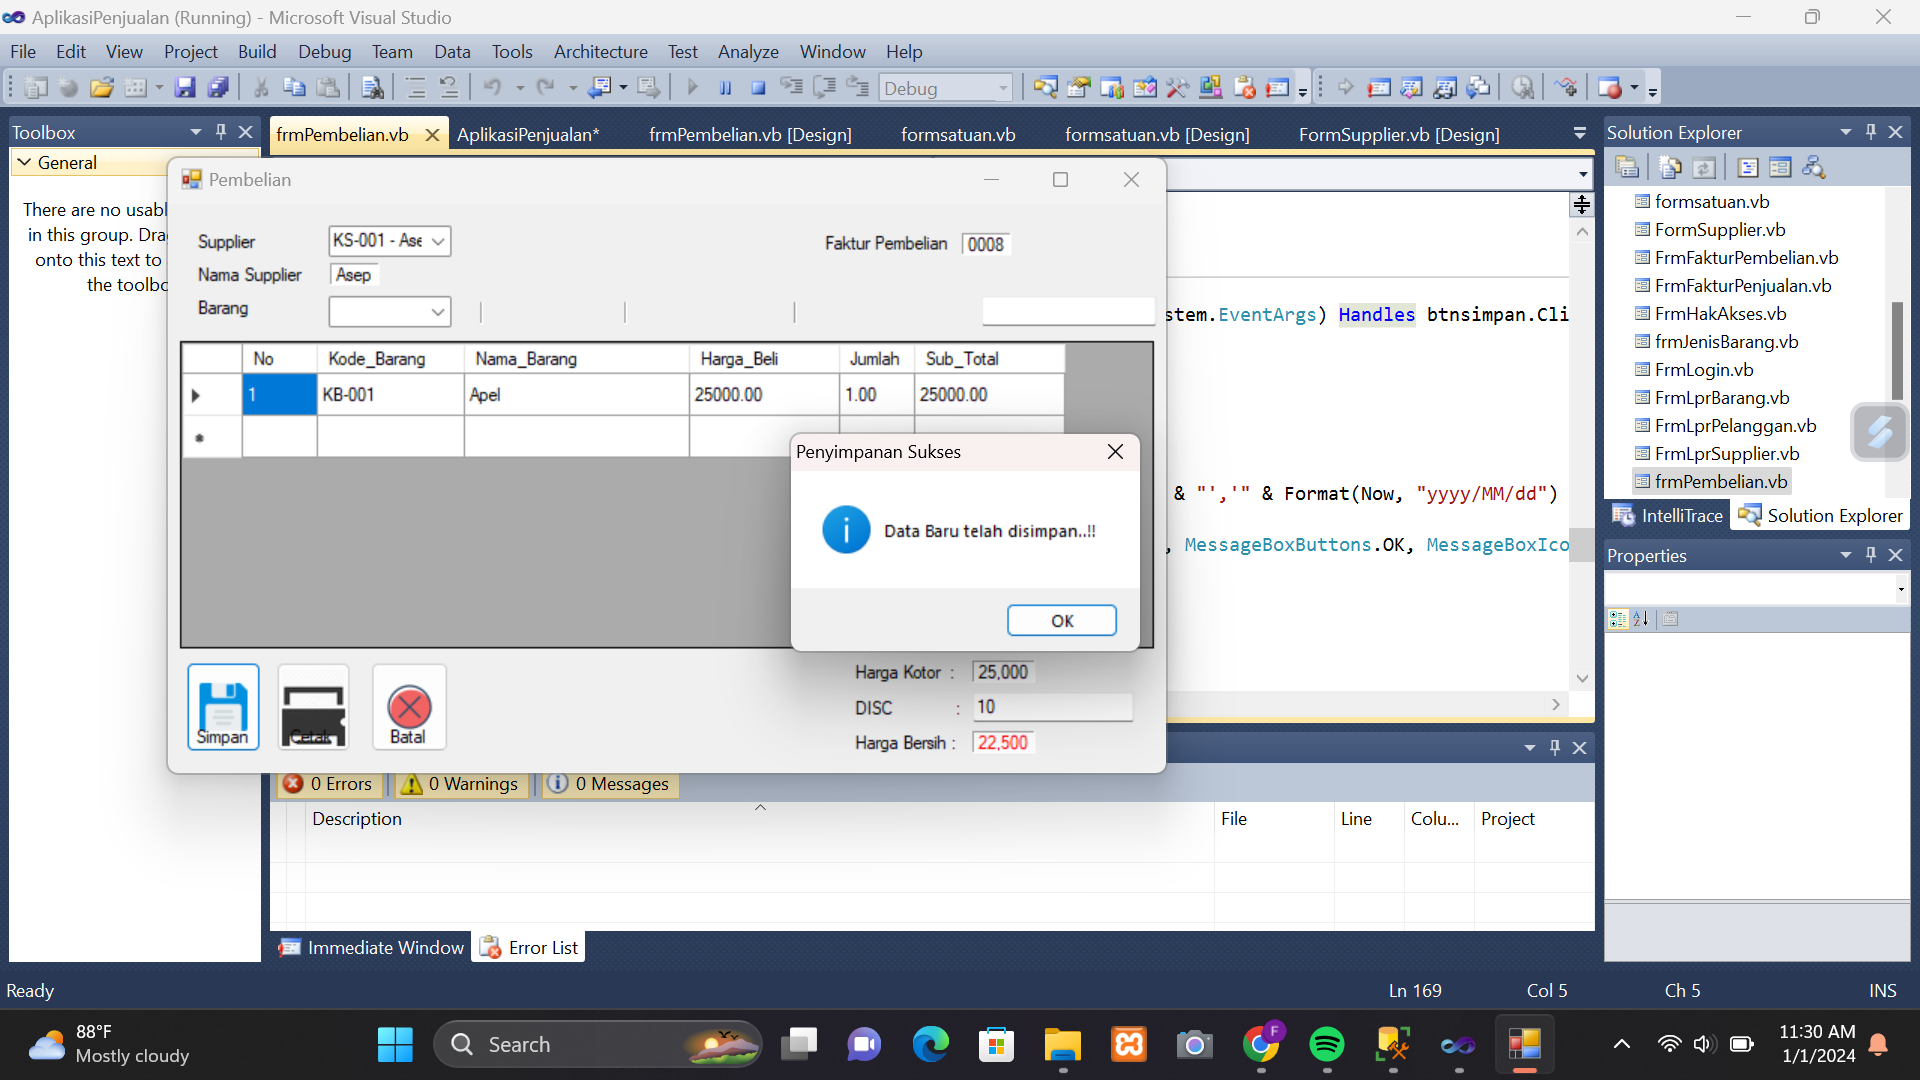 AplikasiPenjualan (Running) - Microsoft Visual Studio
File Edit View Project Build Debug Team Data Tools Architecture Test Analyze Window Help
Debug
Toolbox
frmPembelian.vb AplikasiPenjualan* frmPembelian.vb [Design] formsatuan.vb formsatuan.vb [Design] FormSupplier.vb [Design]
Solution Explorer
General
There are no usabl
in this group. Dra
onto this text to
the toolbo
Pembelian
Supplier KS-001 - Ase
Faktur Pembelian 0008
Nama Supplier Asep
Barang
stem.EventArgs) Handles btnsimpan.Cli
No Kode_Barang Nama_Barang Harga_Beli Jumlah Sub_Total
1 KB-001 Apel 25000.00 1.00 25000.00
Penyimpanan Sukses
Data Baru telah disimpan..!!
OK
& "','" & Format(Now, "yyyy/MM/dd")
, MessageBoxButtons.OK, MessageBoxIco
Simpan
Cetak
Batal
Harga Kotor : 25,000
DISC : 10
Harga Bersih : 22,500
formsatuan.vb
FormSupplier.vb
FrmFakturPembelian.vb
FrmFakturPenjualan.vb
FrmHakAkses.vb
frmJenisBarang.vb
FrmLogin.vb
FrmLprBarang.vb
FrmLprPelanggan.vb
FrmLprSupplier.vb
frmPembelian.vb
IntelliTrace Solution Explorer
Properties
0 Errors 0 Warnings 0 Messages
Description File Line Colu... Project
Immediate Window Error List
Ready Ln 169 Col 5 Ch 5 INS
88°F
Mostly cloudy
Search
F
11:30 AM
1/1/2024